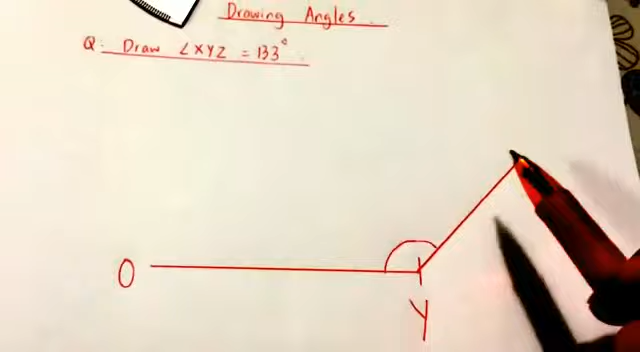 Drawing Angles.
Q: Draw ∠XYZ = 133°.
O
Y